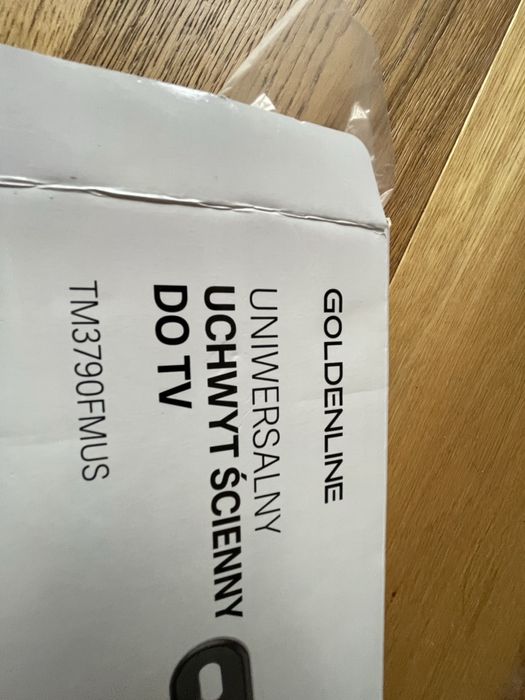 GOLDENLINE
UNIWERSALNY
UCHWYT ŚCIENNY
DO TV
TM3790FMUS